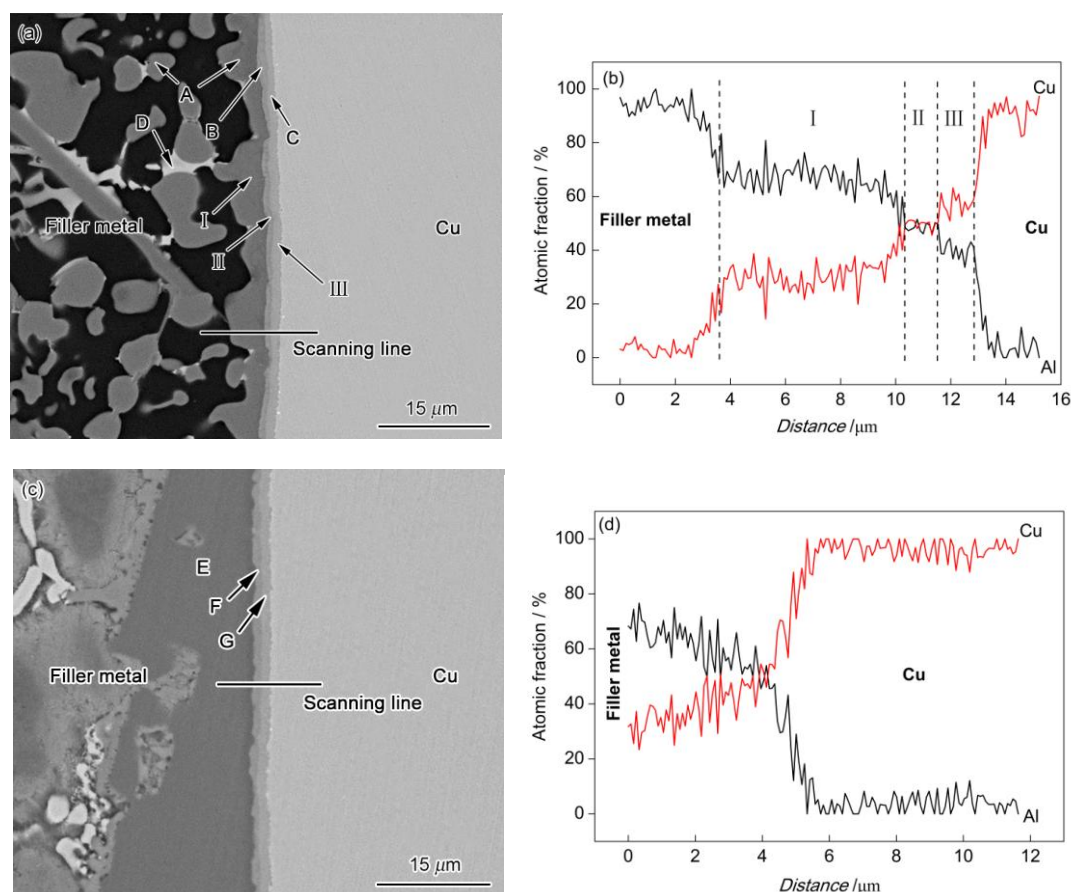 (a)
A
B
C
D
Filler metal
I
II
III
Cu
Scanning line
15 μm
(b)
Atomic fraction / %
100
80
60
40
20
0
I
II
III
Cu
Filler metal
Cu
Al
0 2 4 6 8 10 12 14 16
Distance /μm
(c)
E
F
G
Filler metal
Cu
Scanning line
15 μm
(d)
Atomic fraction / %
100
80
60
40
20
0
Cu
Filler metal
Cu
Al
0 2 4 6 8 10 12
Distance /μm